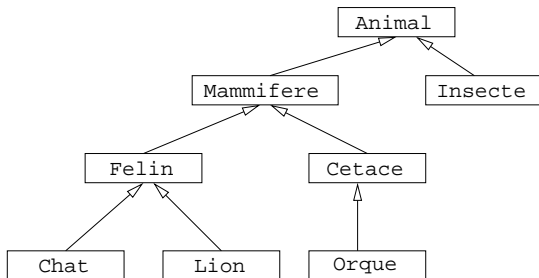 Animal
Mammifere
Insecte
Felin
Cetace
Chat
Lion
Orque